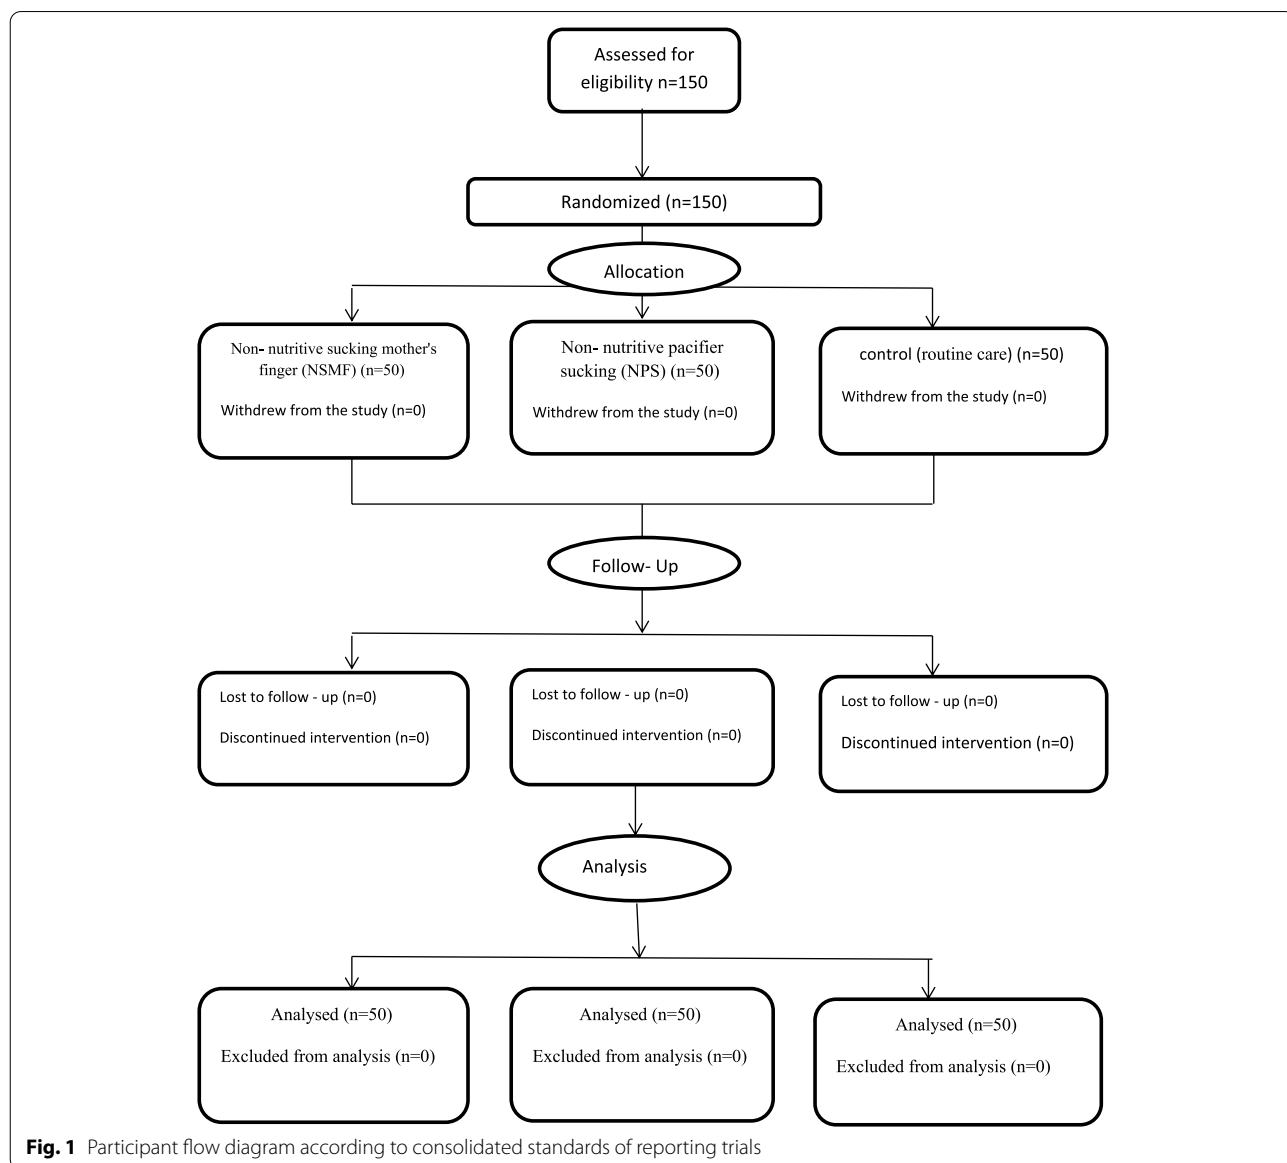 Assessed for
eligibility n=150
Randomized (n=150)
Allocation
Non- nutritive sucking mother's
finger (NSMF) (n=50)
Withdrew from the study (n=0)
Non- nutritive pacifier
sucking (NPS) (n=50)
Withdrew from the study (n=0)
control (routine care) (n=50)
Withdrew from the study (n=0)
Follow- Up
Lost to follow - up (n=0)
Discontinued intervention (n=0)
Lost to follow - up (n=0)
Discontinued intervention (n=0)
Lost to follow - up (n=0)
Discontinued intervention (n=0)
Analysis
Analysed (n=50)
Excluded from analysis (n=0)
Analysed (n=50)
Excluded from analysis (n=0)
Analysed (n=50)
Excluded from analysis (n=0)
Fig. 1 Participant flow diagram according to consolidated standards of reporting trials